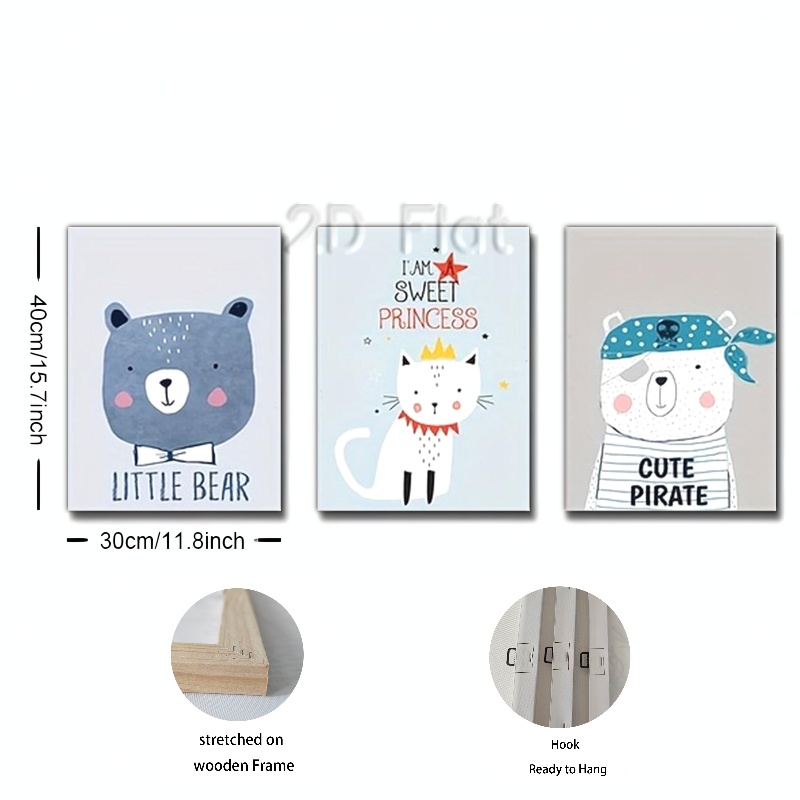 2.D Flat.
40cm/15.7inch
LITTLE BEAR
I'AM A
SWEET
PRINCESS
CUTE
PIRATE
30cm/11.8inch
stretched on
wooden Frame
Hook
Ready to Hang